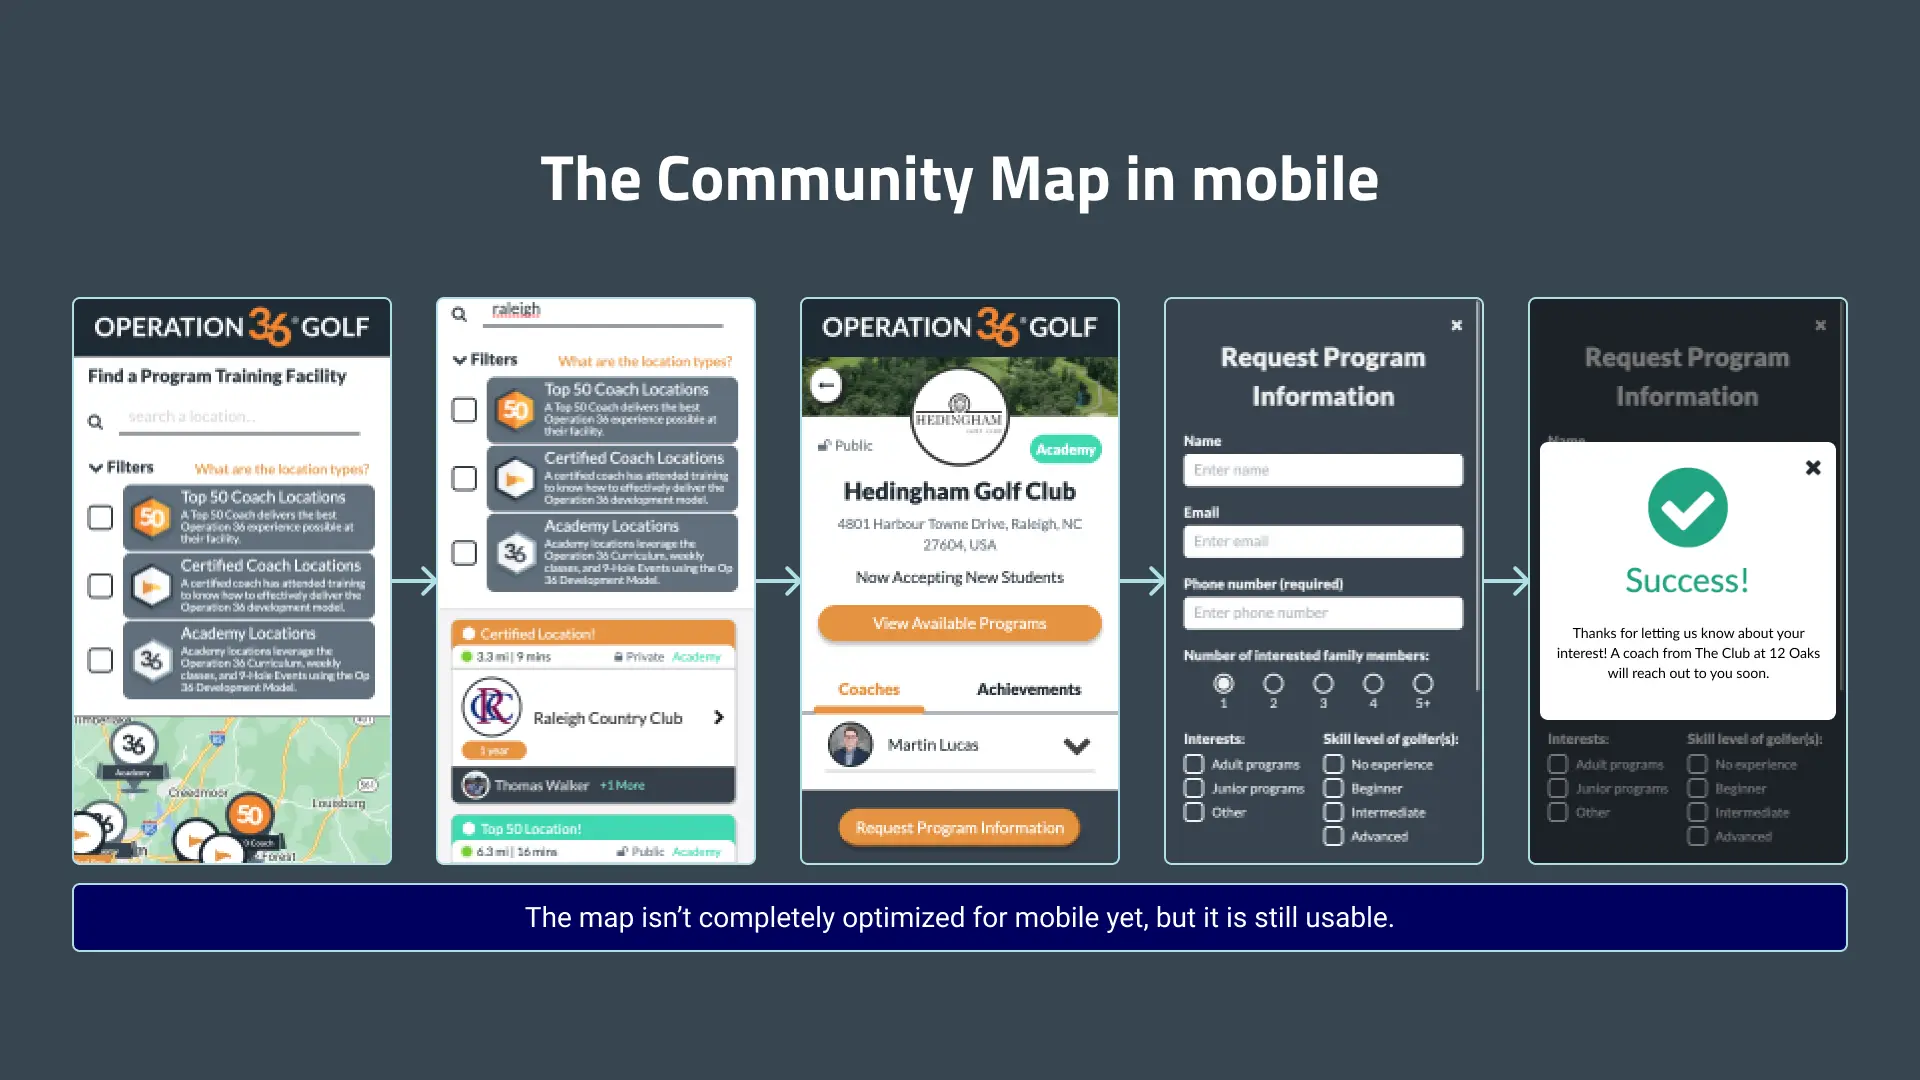 The Community Map in mobile
OPERATION 36 GOLF
Find a Program Training Facility
search a location...
Filters
What are the location types?
50
Top 50 Coach Locations
A Top 50 Coach delivers the best
Operation 36 experience possible at
their facility.
Certified Coach Locations
A certified coach has attended training
to know how to effectively deliver the
Operation 36 development model.
36
Academy Locations
Academy locations leverage the
Operation 36 Curriculum, weekly
classes, and 9-Hole Events using the Op
36 Development Model.
36
Academy
Creedmoor
561
Louisburg
50
36
raleigh
Filters
What are the location types?
50
Top 50 Coach Locations
A Top 50 Coach delivers the best
Operation 36 experience possible at
their facility.
Certified Coach Locations
A certified coach has attended training
to know how to effectively deliver the
Operation 36 development model.
36
Academy Locations
Academy locations leverage the
Operation 36 Curriculum, weekly
classes, and 9-Hole Events using the Op
36 Development Model.
Certified Location!
3.3 mi | 9 mins Private Academy
Raleigh Country Club
1 year
Thomas Walker +1 More
Top 50 Location!
6.3 mi | 16 mins Public Academy
OPERATION 36 GOLF
HEDINGHAM
GOLF CLUB
Public
Academy
Hedingham Golf Club
4801 Harbour Towne Drive, Raleigh, NC
27604, USA
Now Accepting New Students
View Available Programs
Coaches Achievements
Martin Lucas
Request Program Information
Request Program
Information
Name
Enter name
Email
Enter email
Phone number (required)
Enter phone number
Number of interested family members:
1 2 3 4 5+
Interests:
Adult programs
Junior programs
Other
Skill level of golfer(s):
No experience
Beginner
Intermediate
Advanced
Request Program
Information
Name
Success!
Thanks for letting us know about your
interest! A coach from The Club at 12 Oaks
will reach out to you soon.
Interests:
Adult programs
Junior programs
Other
Skill level of golfer(s):
No experience
Beginner
Intermediate
Advanced
The map isn’t completely optimized for mobile yet, but it is still usable.